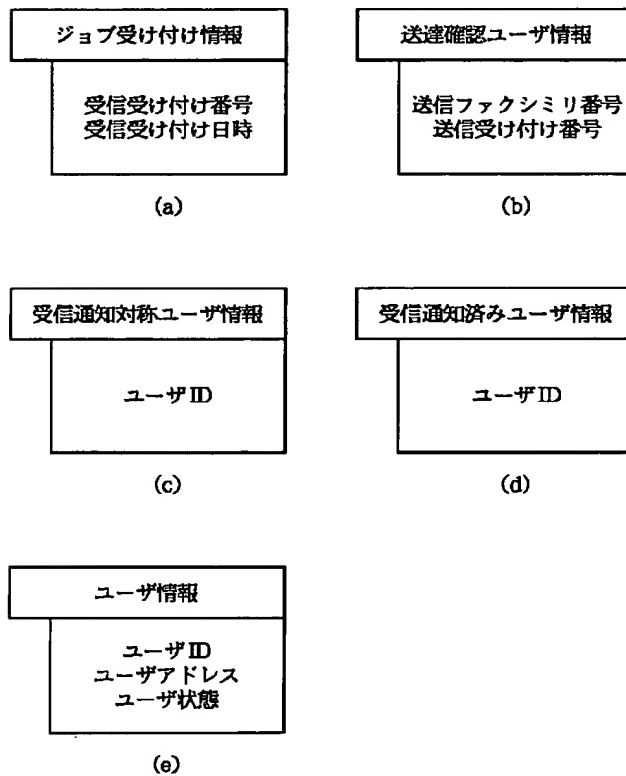 ジョブ受け付け情報
受信受け付け番号
受信受け付け日時
(a)
送達確認ユーザ情報
送信ファクシミリ番号
送信受け付け番号
(b)
受信通知対称ユーザ情報
ユーザID
(c)
受信通知済みユーザ情報
ユーザID
(d)
ユーザ情報
ユーザID
ユーザアドレス
ユーザ状態
(e)